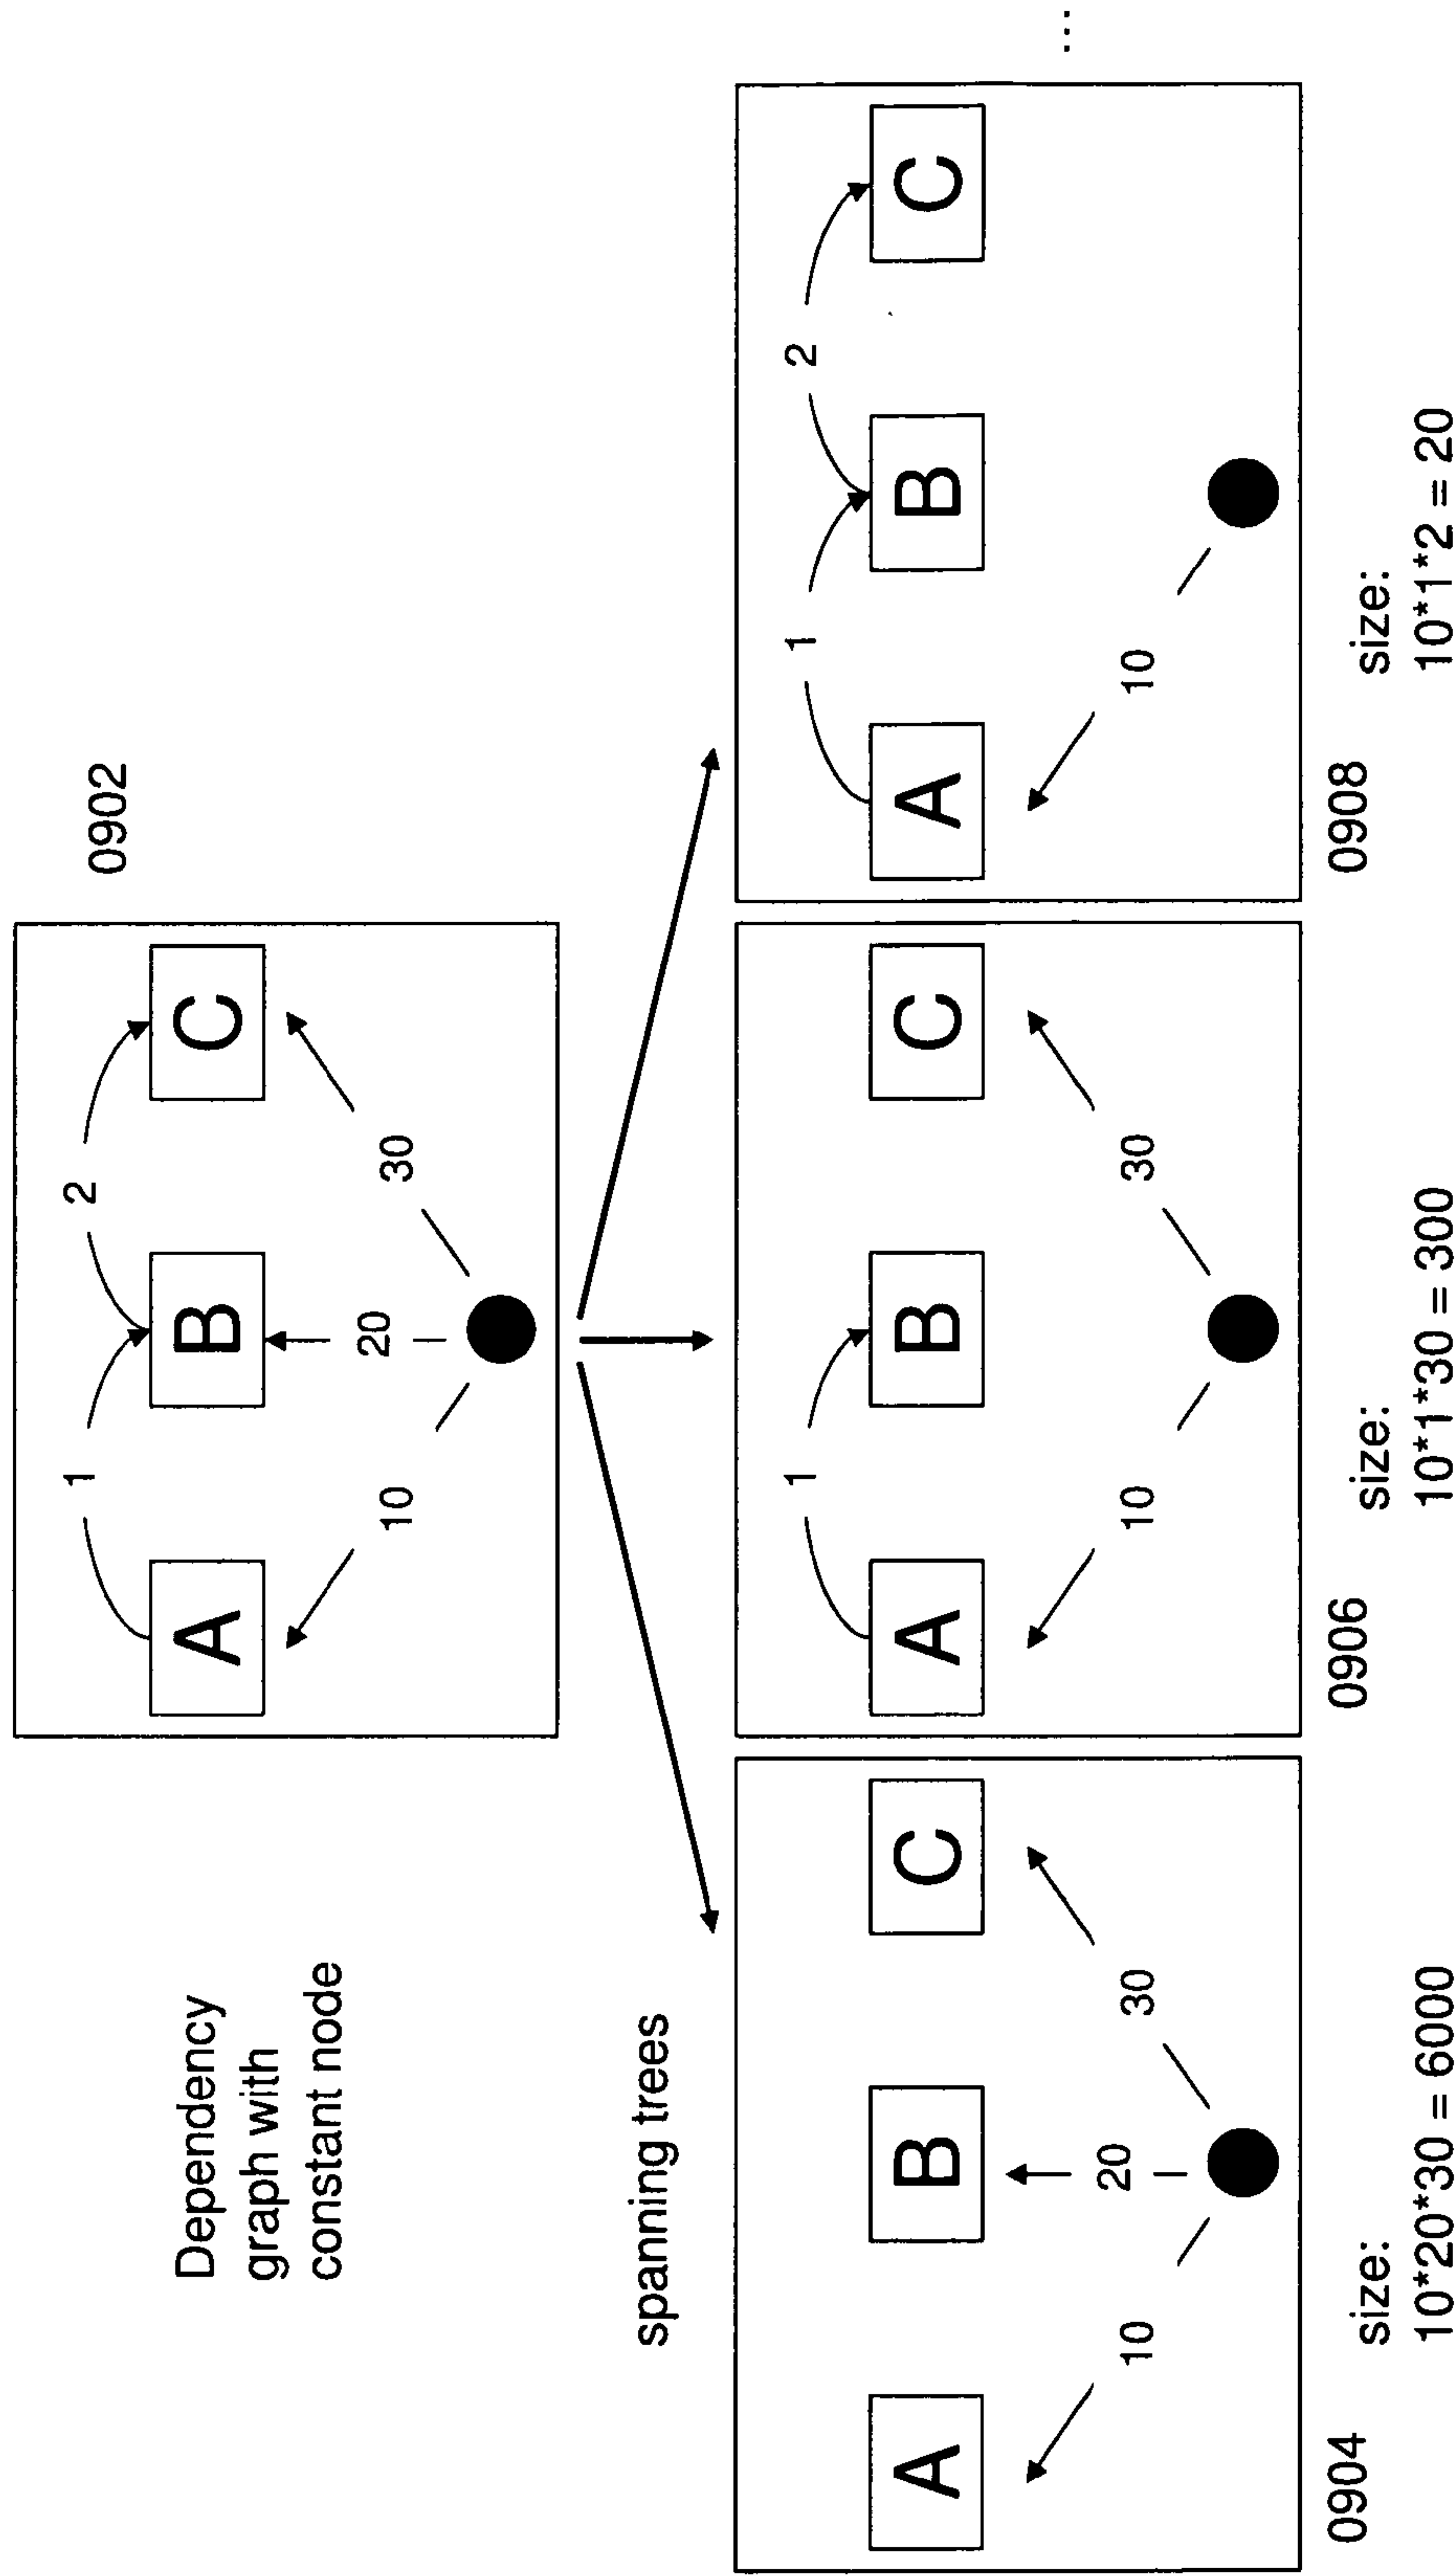 Dependency
graph with
constant node
0902
1
2
A
B
C
10
20
30
spanning trees
A
B
C
10
20
30
0904
size:
10*20*30 = 6000
1
A
B
C
10
30
0906
size:
10*1*30 = 300
1
2
A
B
C
10
0908
size:
10*1*2 = 20
...